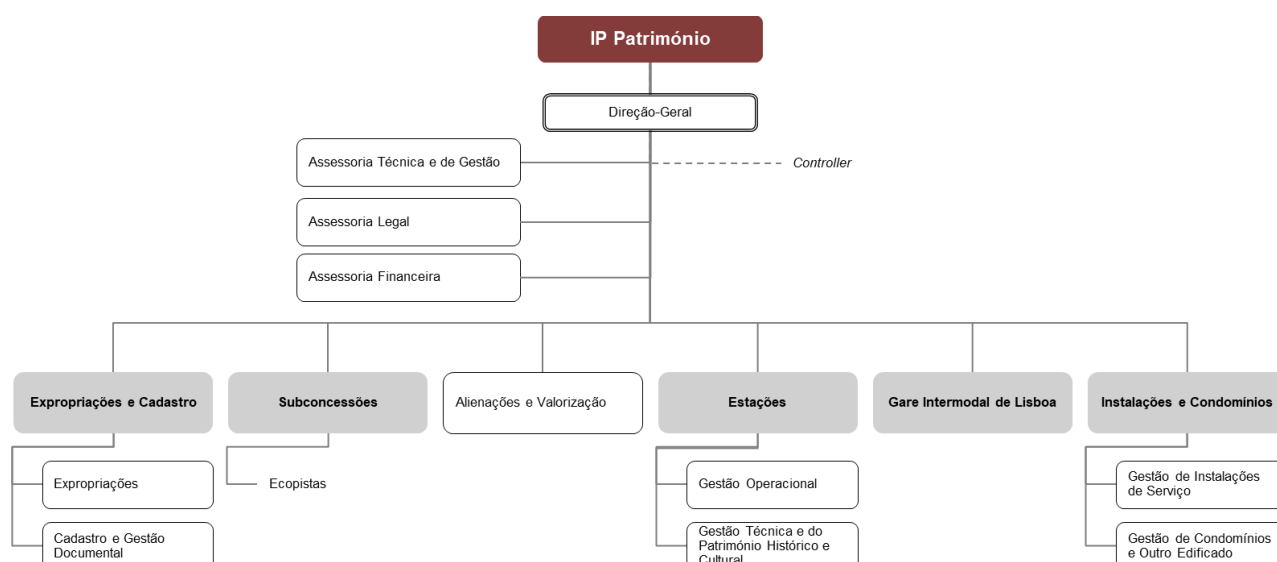 IP Património
Direção-Geral
Assessoria Técnica e de Gestão
Controller
Assessoria Legal
Assessoria Financeira
Expropriações e Cadastro
Subconcessões
Alienações e Valorização
Estações
Gare Intermodal de Lisboa
Instalações e Condomínios
Expropriações
Ecopistas
Gestão Operacional
Gestão de Instalações
de Serviço
Cadastro e Gestão
Documental
Gestão Técnica e do
Património Histórico e
Cultural
Gestão de Condomínios
e Outro Edificado